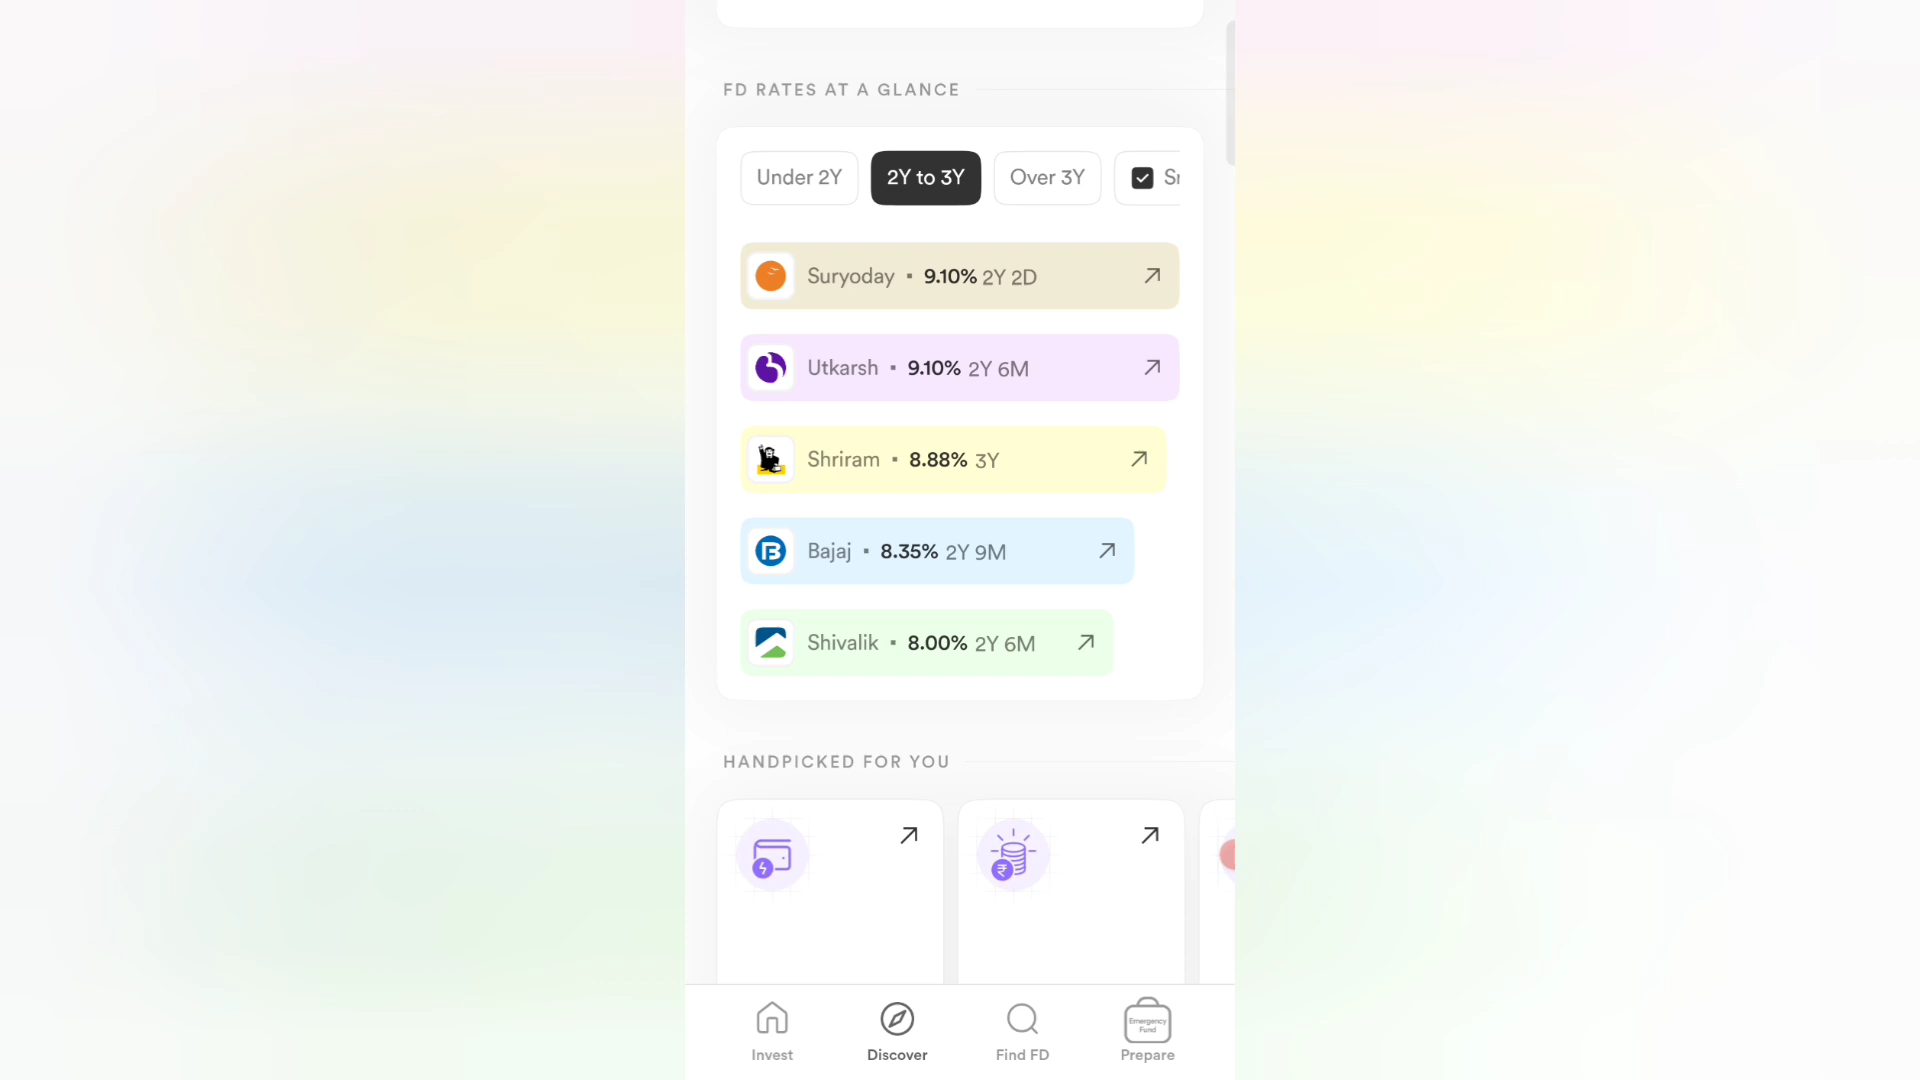 FD RATES AT A GLANCE
Under 2Y
2Y to 3Y
Over 3Y
Suryoday • 9.10% 2Y 2D
Utkarsh • 9.10% 2Y 6M
Shriram • 8.88% 3Y
Bajaj • 8.35% 2Y 9M
Shivalik • 8.00% 2Y 6M
HANDPICKED FOR YOU
Emergency
Fund
Invest
Discover
Find FD
Prepare